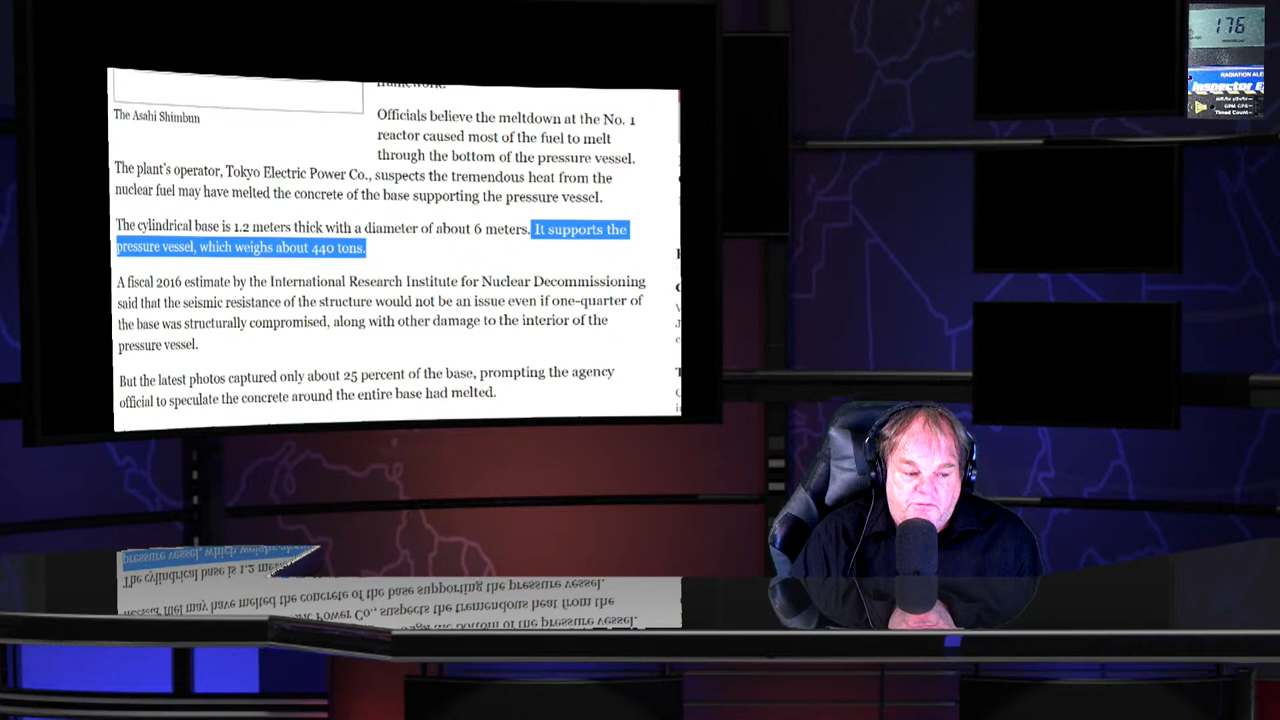 framework.
The Asahi Shimbun
Officials believe the meltdown at the No. 1
reactor caused most of the fuel to melt
through the bottom of the pressure vessel.
The plant's operator, Tokyo Electric Power Co., suspects the tremendous heat from the
nuclear fuel may have melted the concrete of the base supporting the pressure vessel.
The cylindrical base is 1.2 meters thick with a diameter of about 6 meters. It supports the
pressure vessel, which weighs about 440 tons.
A fiscal 2016 estimate by the International Research Institute for Nuclear Decommissioning
said that the seismic resistance of the structure would not be an issue even if one-quarter of
the base was structurally compromised, along with other damage to the interior of the
pressure vessel.
But the latest photos captured only about 25 percent of the base, prompting the agency
official to speculate the concrete around the entire base had melted.
176
RADIATION ALE
Inspector E
CPM CPS
Timed Count